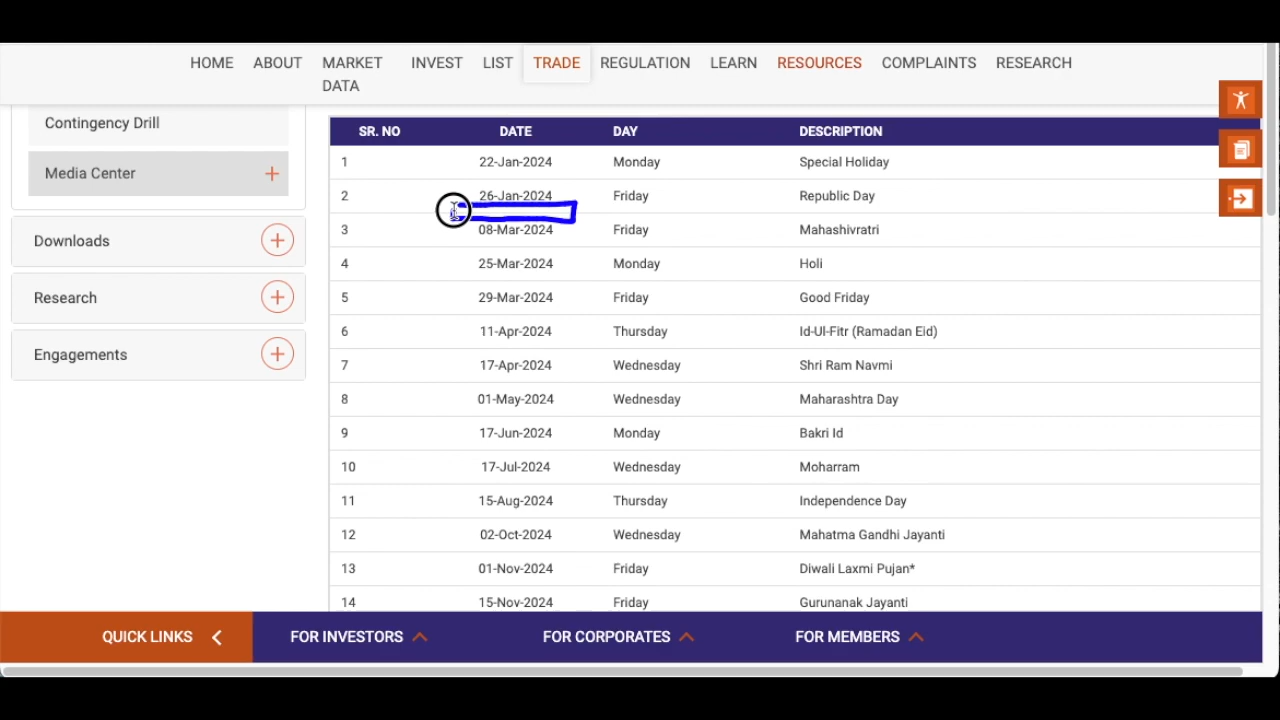 HOME ABOUT MARKET DATA INVEST LIST TRADE REGULATION LEARN RESOURCES COMPLAINTS RESEARCH
Contingency Drill
Media Center
Downloads
Research
Engagements
SR. NO DATE DAY DESCRIPTION
1 22-Jan-2024 Monday Special Holiday
2 26-Jan-2024 Friday Republic Day
3 08-Mar-2024 Friday Mahashivratri
4 25-Mar-2024 Monday Holi
5 29-Mar-2024 Friday Good Friday
6 11-Apr-2024 Thursday Id-Ul-Fitr (Ramadan Eid)
7 17-Apr-2024 Wednesday Shri Ram Navmi
8 01-May-2024 Wednesday Maharashtra Day
9 17-Jun-2024 Monday Bakri Id
10 17-Jul-2024 Wednesday Moharram
11 15-Aug-2024 Thursday Independence Day
12 02-Oct-2024 Wednesday Mahatma Gandhi Jayanti
13 01-Nov-2024 Friday Diwali Laxmi Pujan*
14 15-Nov-2024 Friday Gurunanak Jayanti
QUICK LINKS FOR INVESTORS FOR CORPORATES FOR MEMBERS